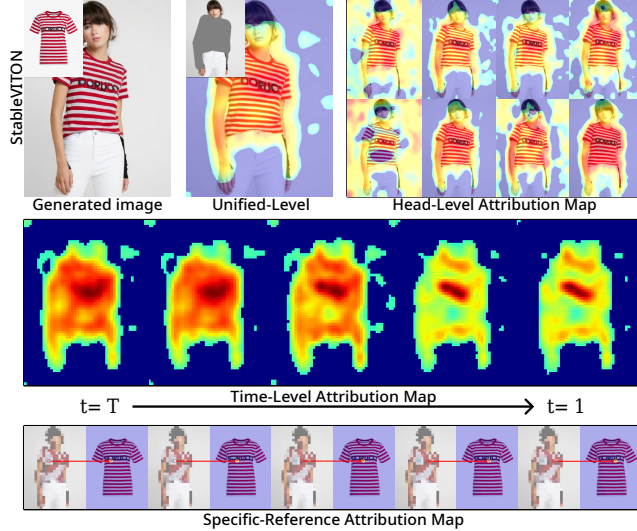 StableVITON
Generated image
Unified-Level
Head-Level Attribution Map
t= T
Time-Level Attribution Map
t= 1
Specific-Reference Attribution Map